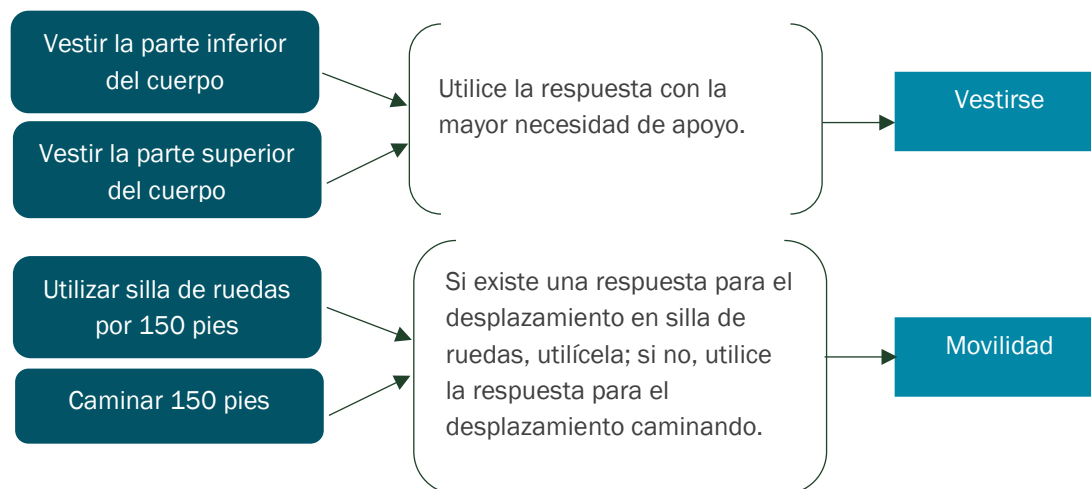 Vestir la parte inferior
del cuerpo
Vestir la parte superior
del cuerpo
Utilice la respuesta con la
mayor necesidad de apoyo.
Vestirse
Utilizar silla de ruedas
por 150 pies
Caminar 150 pies
Si existe una respuesta para el
desplazamiento en silla de
ruedas, utilícela; si no, utilice
la respuesta para el
desplazamiento caminando.
Movilidad